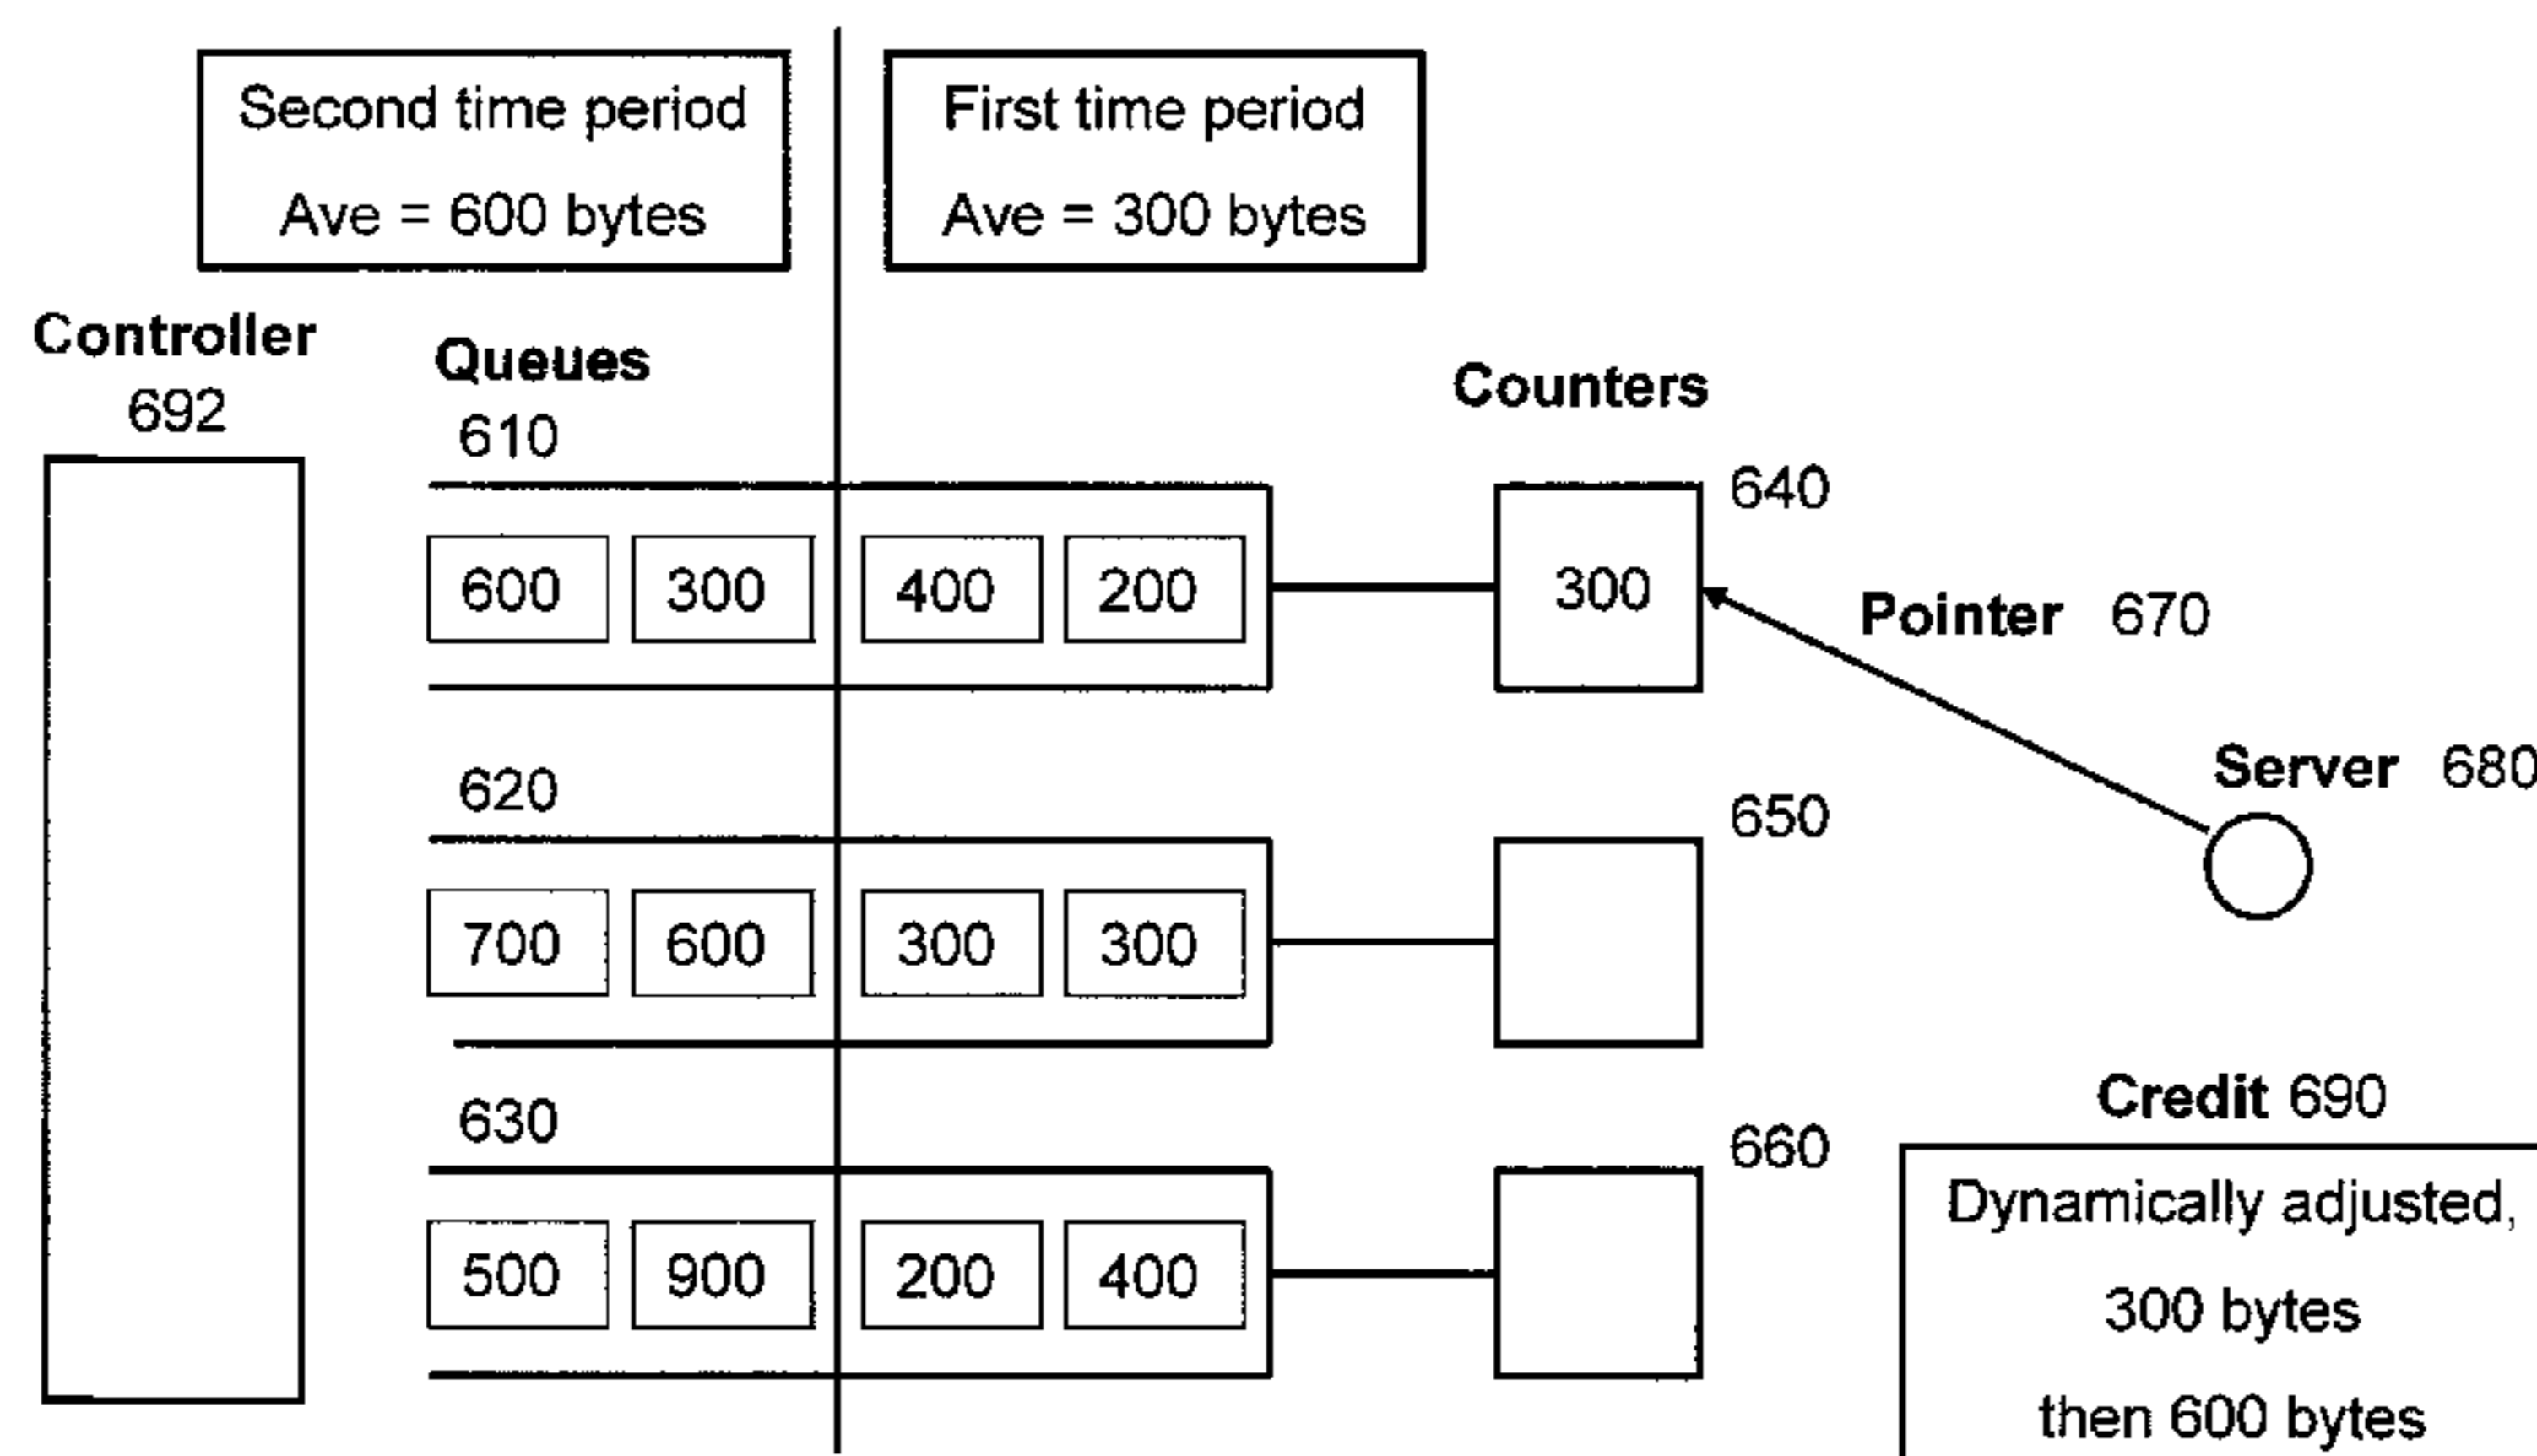 Second time period
Ave = 600 bytes
First time period
Ave = 300 bytes
Controller
692
Queues
610
Counters
640
600 300 400 200
300
Pointer 670
Server 680
620
650
700 600 300 300
Credit 690
630
660
500 900 200 400
Dynamically adjusted,
300 bytes
then 600 bytes